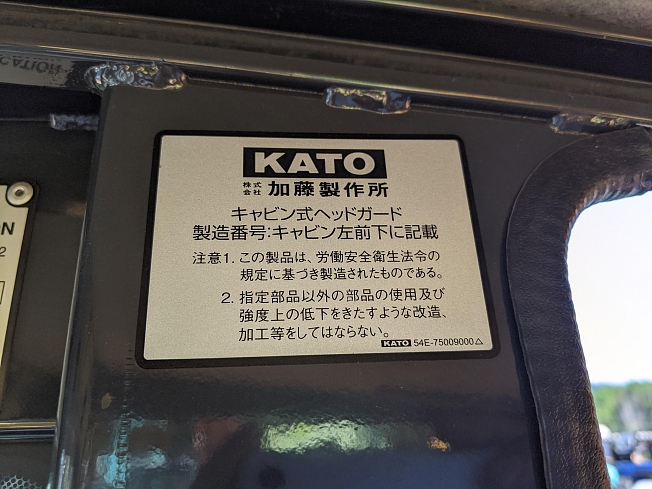 CAUTION
KATO
株式会社 加藤製作所
キャビン式ヘッドガード
製造番号:キャビン左前下に記載
注意1. この製品は、労働安全衛生法令の
規定に基づき製造されたものである。
2. 指定部品以外の部品の使用及び
強度上の低下をきたすような改造、
加工等をしてはならない。
KATO 54E-75009000△
N
2